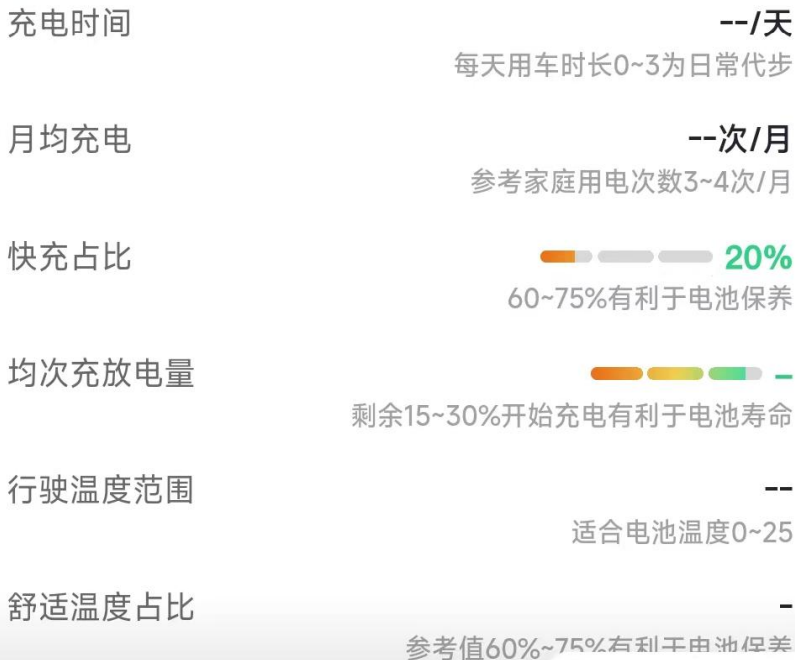 充电时间
--/天
每天用车时长0~3为日常代步
月均充电
--次/月
参考家庭用电次数3~4次/月
快充占比
20%
60~75%有利于电池保养
均次充放电量
–
剩余15~30%开始充电有利于电池寿命
行驶温度范围
--
适合电池温度0~25
舒适温度占比
-
参考值60%~75%有利于电池保养